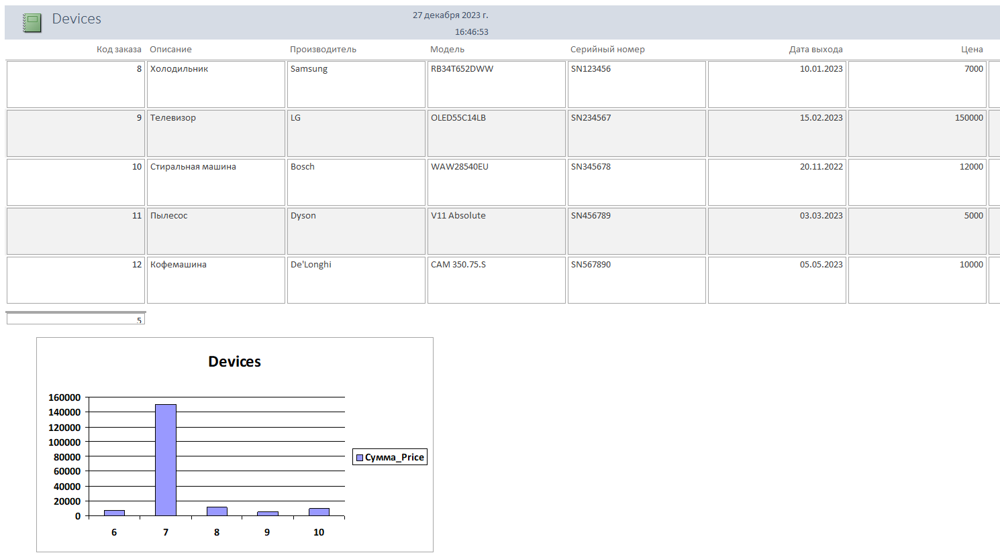 Devices
27 декабря 2023 г.
16:46:53
Код заказа Описание Производитель Модель Серийный номер Дата выхода Цена
8 Холодильник Samsung RB34T652DWW SN123456 10.01.2023 7000
9 Телевизор LG OLED55C14LB SN234567 15.02.2023 150000
10 Стиральная машина Bosch WAW28540EU SN345678 20.11.2022 12000
11 Пылесос Dyson V11 Absolute SN456789 03.03.2023 5000
12 Кофемашина De'Longhi CAM 350.75.S SN567890 05.05.2023 10000
5
Devices
160000
140000
120000
100000
80000
60000
40000
20000
0
6 7 8 9 10
Сумма_Price